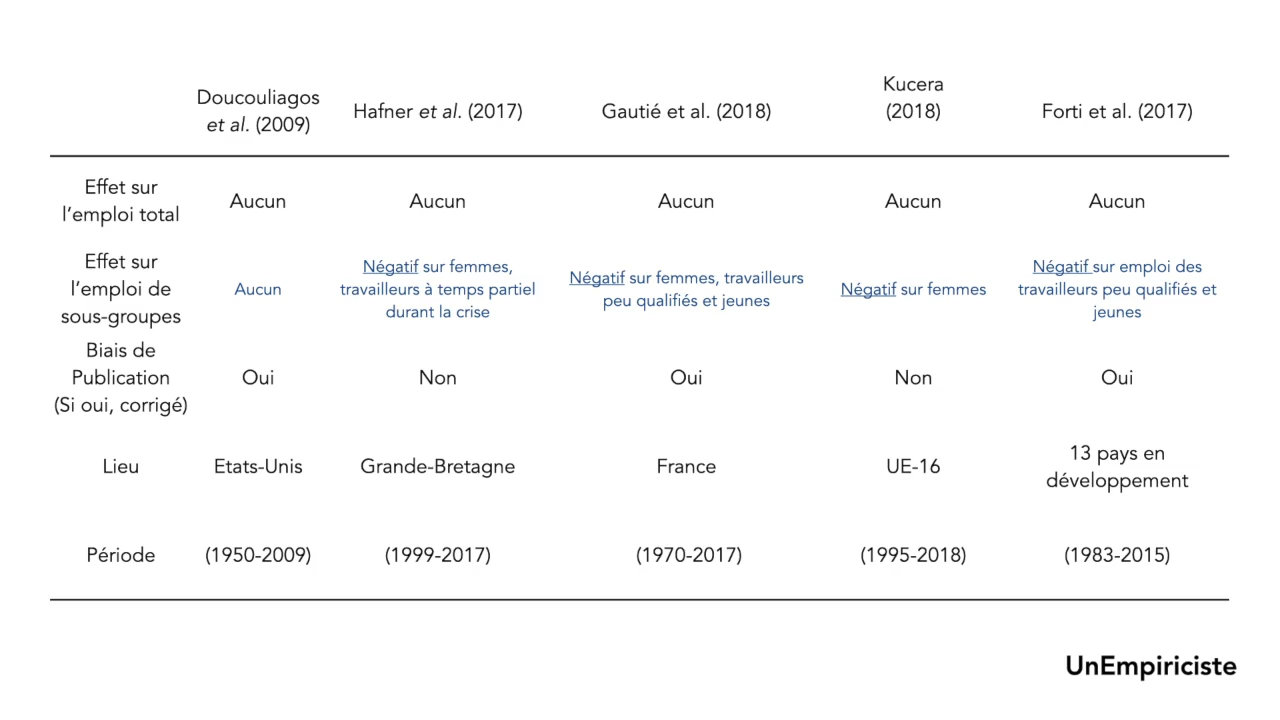 Doucouliagos
et al. (2009)
Hafner et al. (2017)
Gautié et al. (2018)
Kucera
(2018)
Forti et al. (2017)
Effet sur
l’emploi total
Aucun
Aucun
Aucun
Aucun
Aucun
Effet sur
l’emploi de
sous-groupes
Aucun
Négatif sur femmes,
travailleurs à temps partiel
durant la crise
Négatif sur femmes, travailleurs
peu qualifiés et jeunes
Négatif sur femmes
Négatif sur emploi des
travailleurs peu qualifiés et
jeunes
Biais de
Publication
(Si oui, corrigé)
Oui
Non
Oui
Non
Oui
Lieu
Etats-Unis
Grande-Bretagne
France
UE-16
13 pays en
développement
Période
(1950-2009)
(1999-2017)
(1970-2017)
(1995-2018)
(1983-2015)
UnEmpiriciste